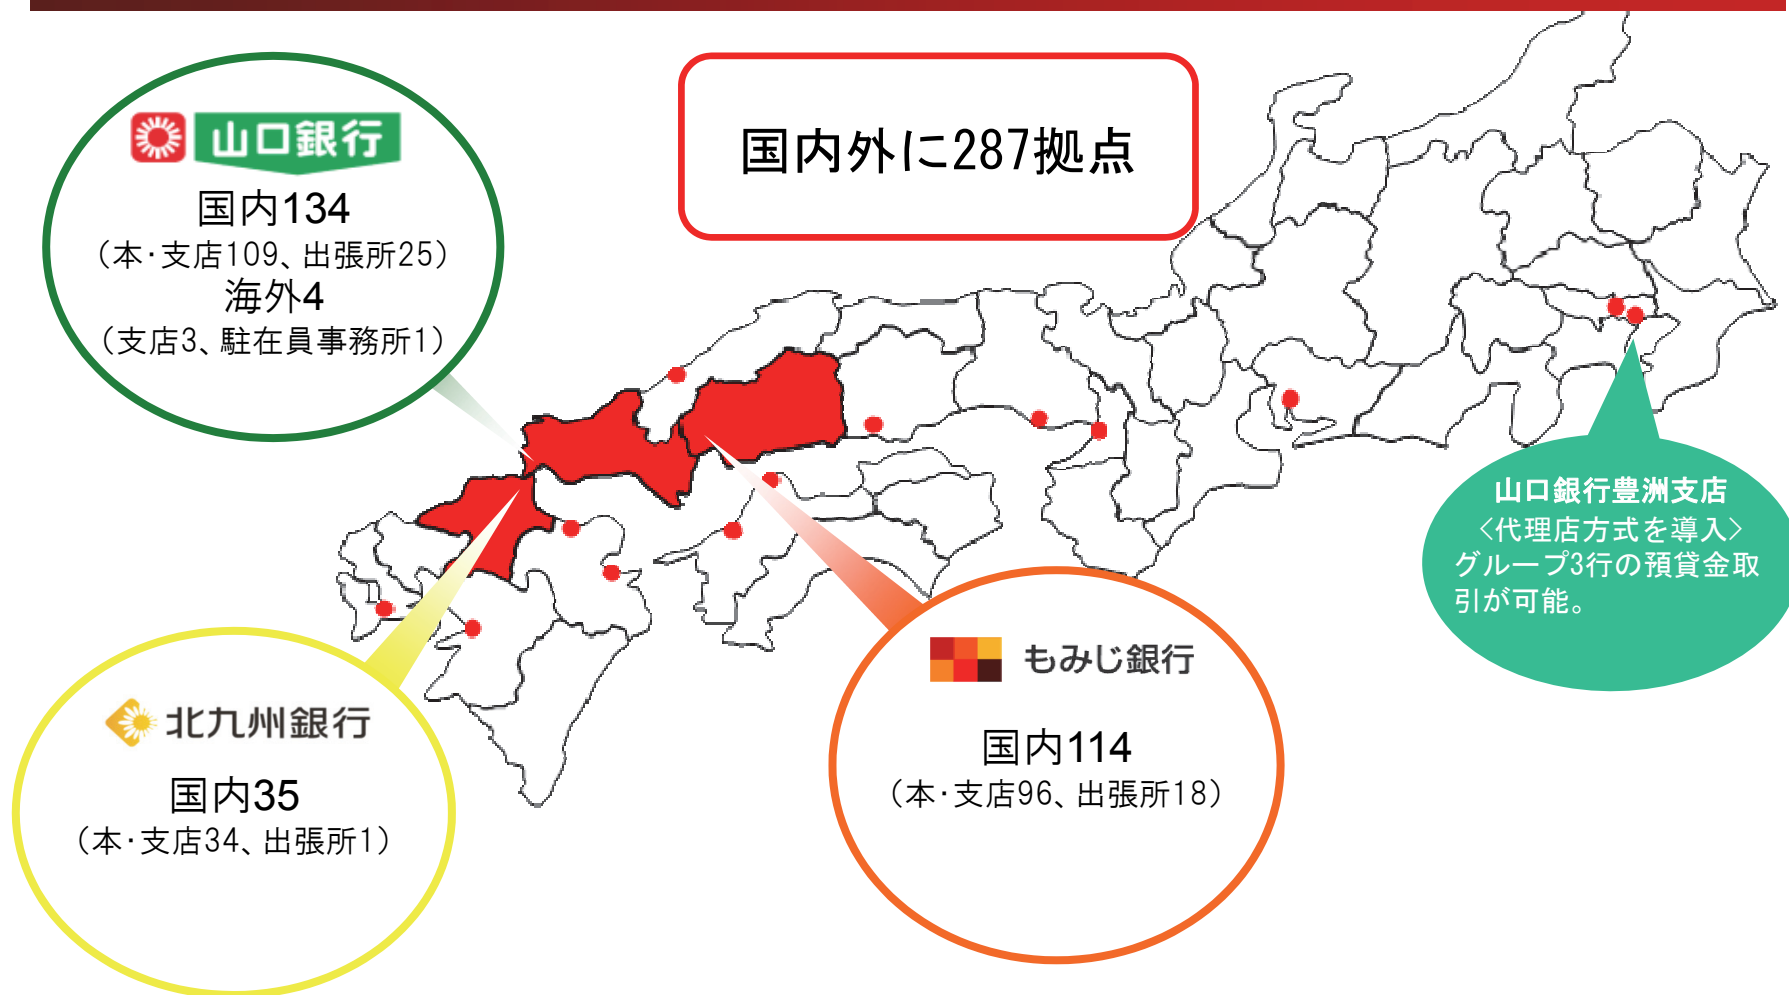 国内外に287拠点
山口銀行
国内134
（本・支店109、出張所25）
海外4
（支店3、駐在員事務所1）
山口銀行豊洲支店
<代理店方式を導入>
グループ3行の預貸金取
引が可能。
もみじ銀行
国内114
（本・支店96、出張所18）
北九州銀行
国内35
（本・支店34、出張所1）